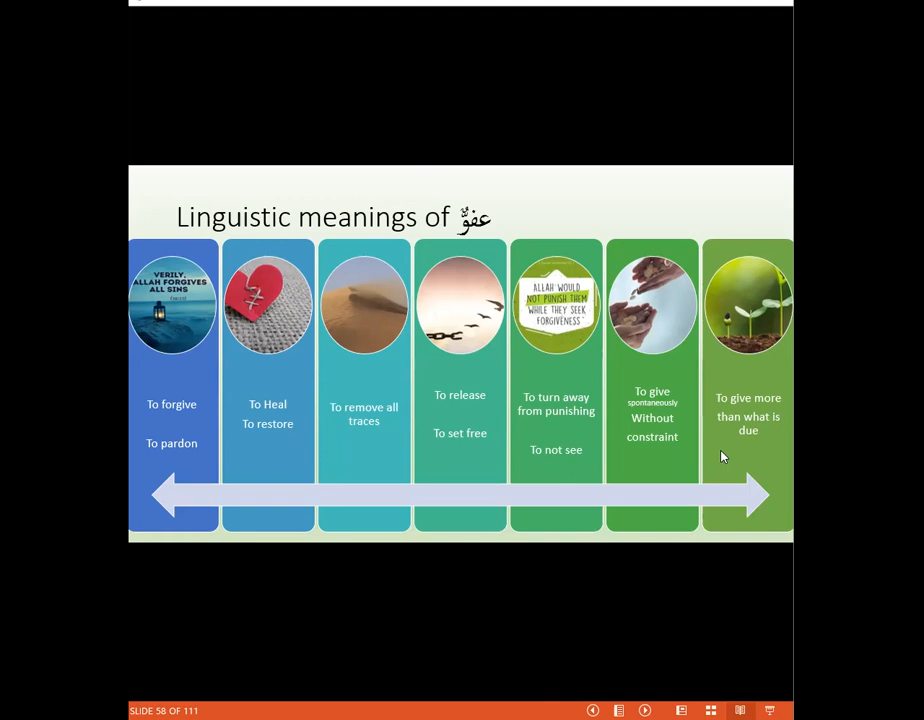 Linguistic meanings of عفوٌّ
VERILY,
ALLAH FORGIVES
ALL SINS
ALLAH WOULD
NOT PUNISH THEM
WHILE THEY SEEK
FORGIVENESS
To forgive
To pardon
To Heal
To restore
To remove all
traces
To release
To set free
To turn away
from punishing
To not see
To give
spontaneously
Without
constraint
To give more
than what is
due
SLIDE 58 OF 111